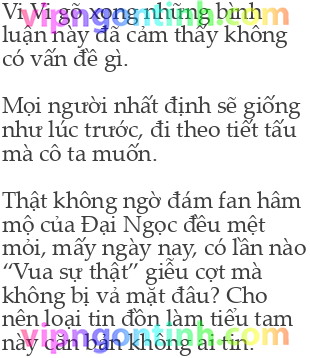 Vi Vi gõ xong những bình
luận này đã cảm thấy không
có vấn đề gì.
Mọi người nhất định sẽ giống
như lúc trước, đi theo tiết tấu
mà cô ta muốn.
Thật không ngờ đám fan hâm
mộ của Đại Ngọc đều mệt
mỏi, mấy ngày nay, có lần nào
“Vua sự thật” giễu cợt mà
không bị vả mặt đâu? Cho
nên loại tin đồn làm tiểu tam
này căn bản không ai tin.
vipngontinh.com
vipngontinh.com